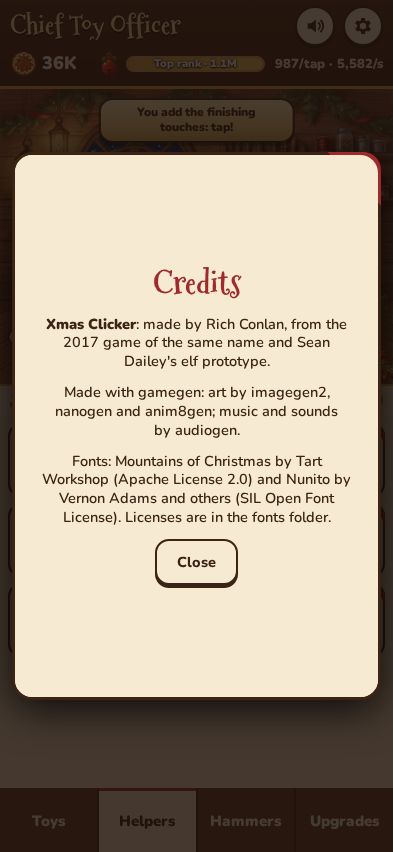 Chief Toy Officer
36K
Top rank · 1.1M
987/tap · 5,582/s
You add the finishing
touches: tap!
Credits
Xmas Clicker: made by Rich Conlan, from the
2017 game of the same name and Sean
Dailey's elf prototype.
Made with gamegen: art by imagegen2,
nanogen and anim8gen; music and sounds
by audiogen.
Fonts: Mountains of Christmas by Tart
Workshop (Apache License 2.0) and Nunito by
Vernon Adams and others (SIL Open Font
License). Licenses are in the fonts folder.
Close
Toys
Helpers
Hammers
Upgrades